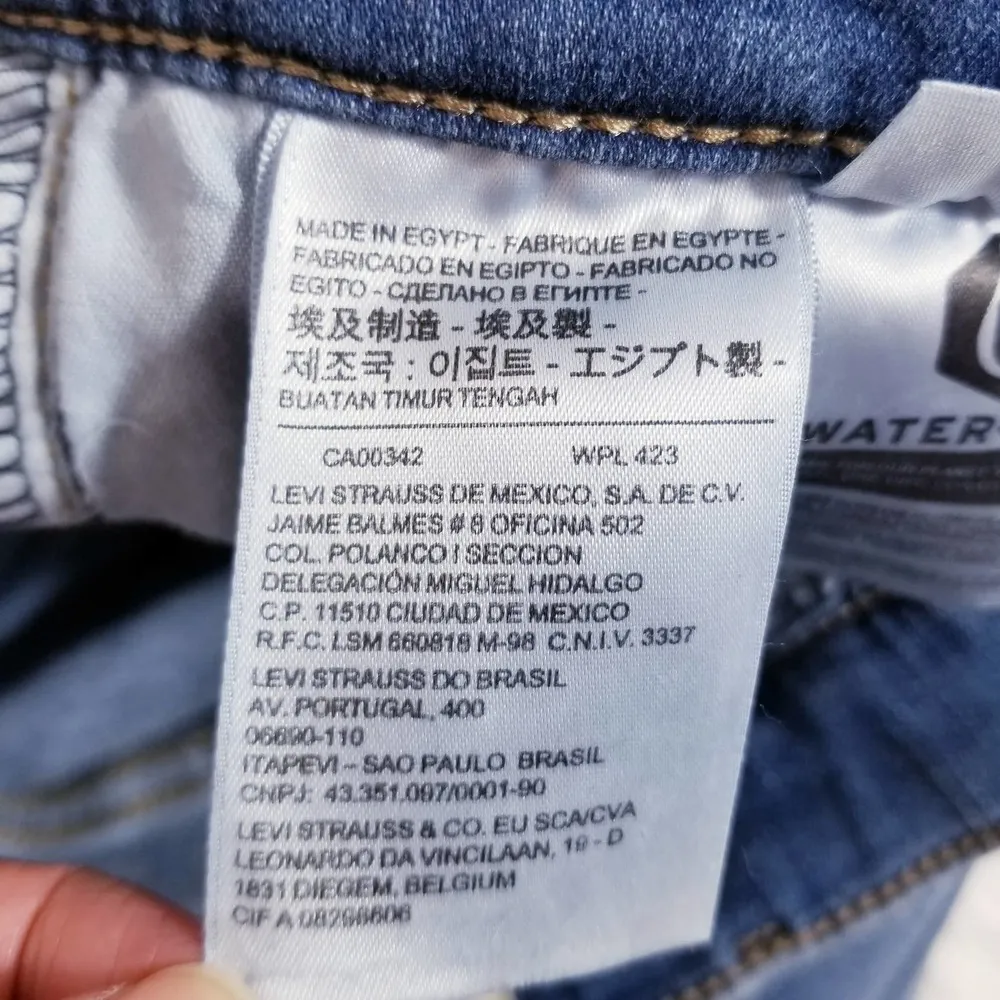 MADE IN EGYPT - FABRIQUE EN EGYPTE -
FABRICADO EN EGIPTO - FABRICADO NO
EGITO - СДЕЛАНО В ЕГИПТЕ -
埃及制造 - 埃及製 -
제조국 : 이집트 - エジプト製 -
BUATAN TIMUR TENGAH
CA00342 WPL 423
LEVI STRAUSS DE MEXICO, S.A. DE C.V.
JAIME BALMES # 8 OFICINA 502
COL. POLANCO I SECCION
DELEGACIÓN MIGUEL HIDALGO
C.P. 11510 CIUDAD DE MEXICO
R.F.C. LSM 660818 M-98 C.N.I.V. 3337
LEVI STRAUSS DO BRASIL
AV. PORTUGAL, 400
06690-110
ITAPEVI – SAO PAULO BRASIL
CNPJ: 43.351.097/0001-90
LEVI STRAUSS & CO. EU SCA/CVA
LEONARDO DA VINCILAAN, 19 - D
1831 DIEGEM, BELGIUM
CIF A 08296606
WATER